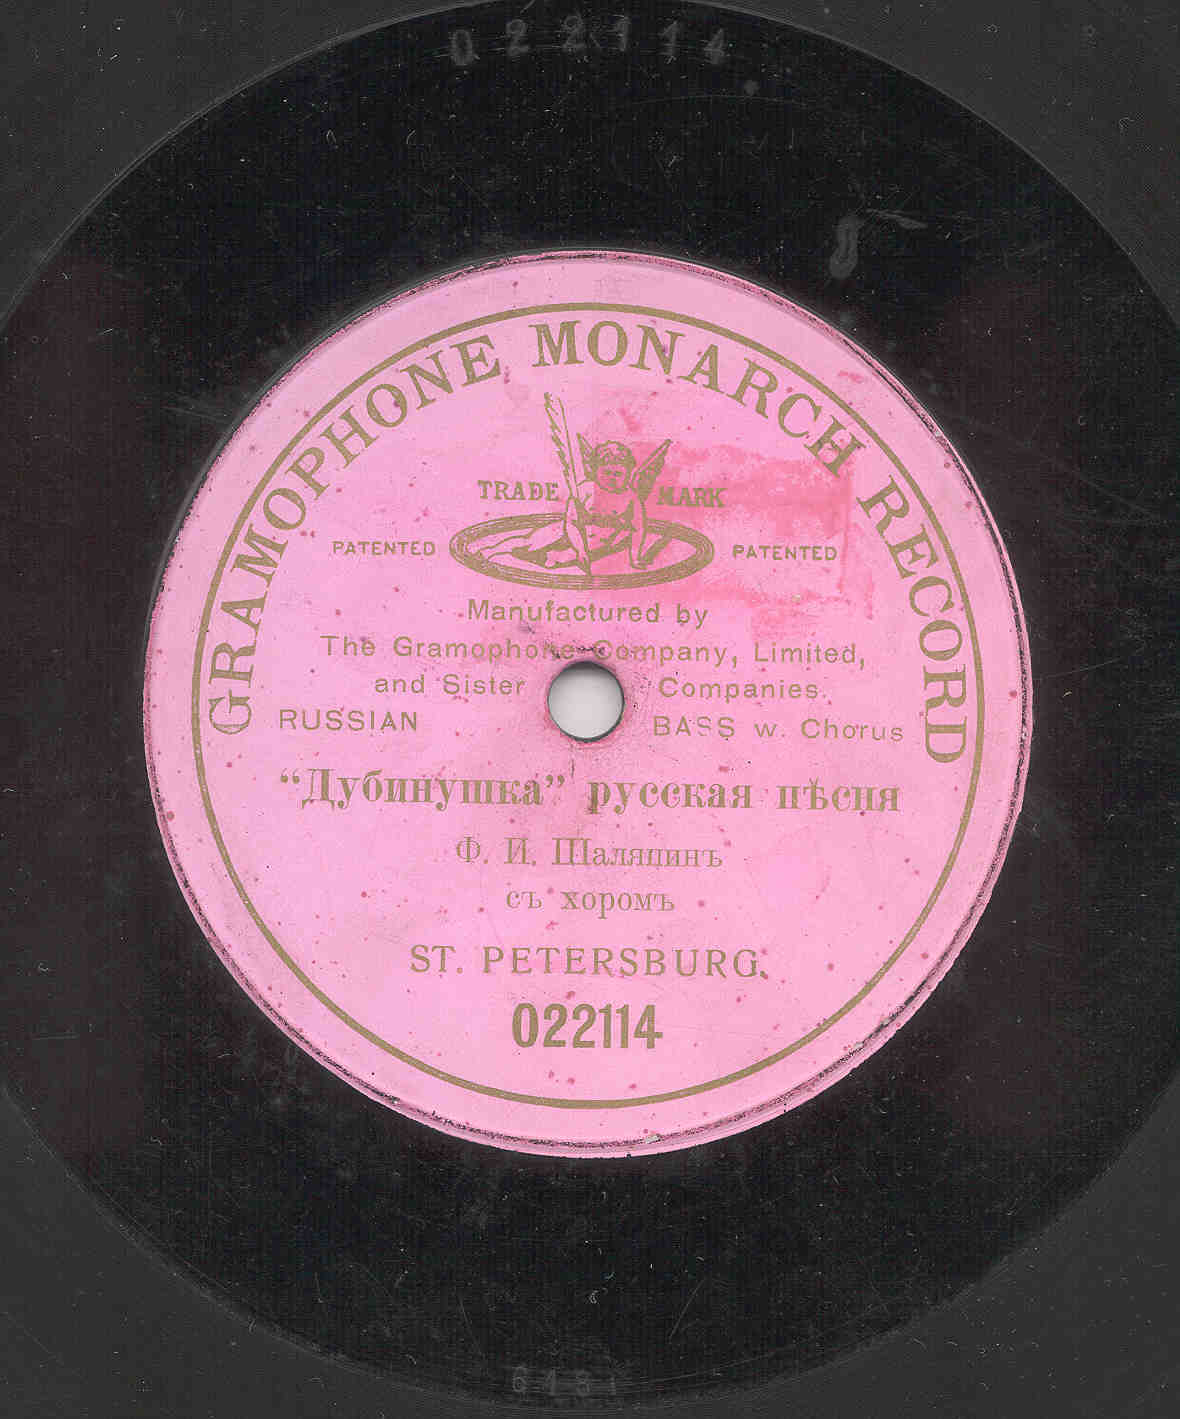 022114
GRAMOPHONE MONARCH RECORD
TRADE MARK
PATENTED PATENTED
Manufactured by
The Gramophone Company, Limited,
and Sister Companies.
RUSSIAN BASS w. Chorus
“Дубинушка” русская пѣсня
Ф. И. Шаляпинъ
съ хоромъ
ST. PETERSBURG.
022114